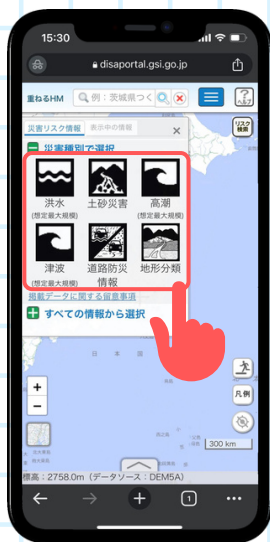 15:30
disaportal.gsi.go.jp
重ねるHM
例：茨城県つく
?
ヘルプ
災害リスク情報 表示中の情報 ×
リスク検索
災害種別で選択
洪水 土砂災害 高潮
(想定最大規模) (想定最大規模)
津波 道路防災情報 地形分類
(想定最大規模)
掲載データに関する留意事項
すべての情報から選択
日 本
+
−
凡例
300 km
標高：2758.0m（データソース：DEM5A）
1